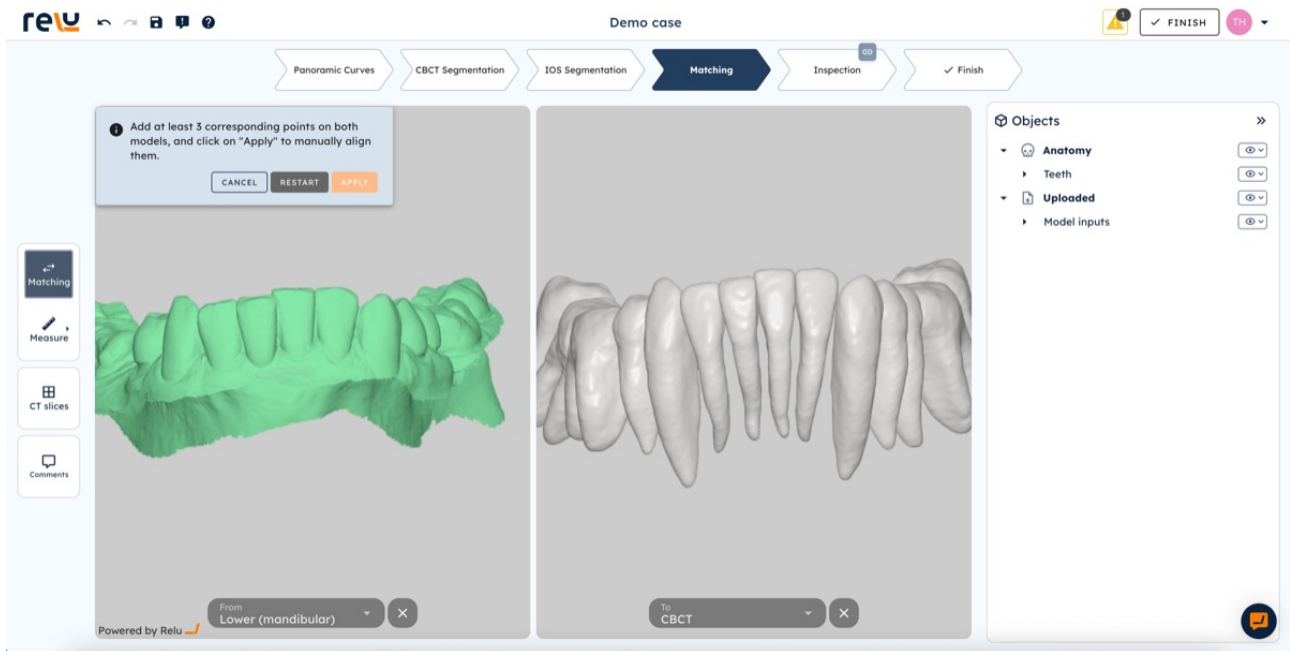 relu
Demo case
1
FINISH
TH
Panoramic Curves
CBCT Segmentation
IOS Segmentation
Matching
Inspection
Finish
Add at least 3 corresponding points on both
models, and click on "Apply" to manually align
them.
CANCEL
RESTART
APPLY
Matching
Measure
CT slices
Comments
From
Lower (mandibular)
Powered by Relu
To
CBCT
Objects
Anatomy
Teeth
Uploaded
Model inputs